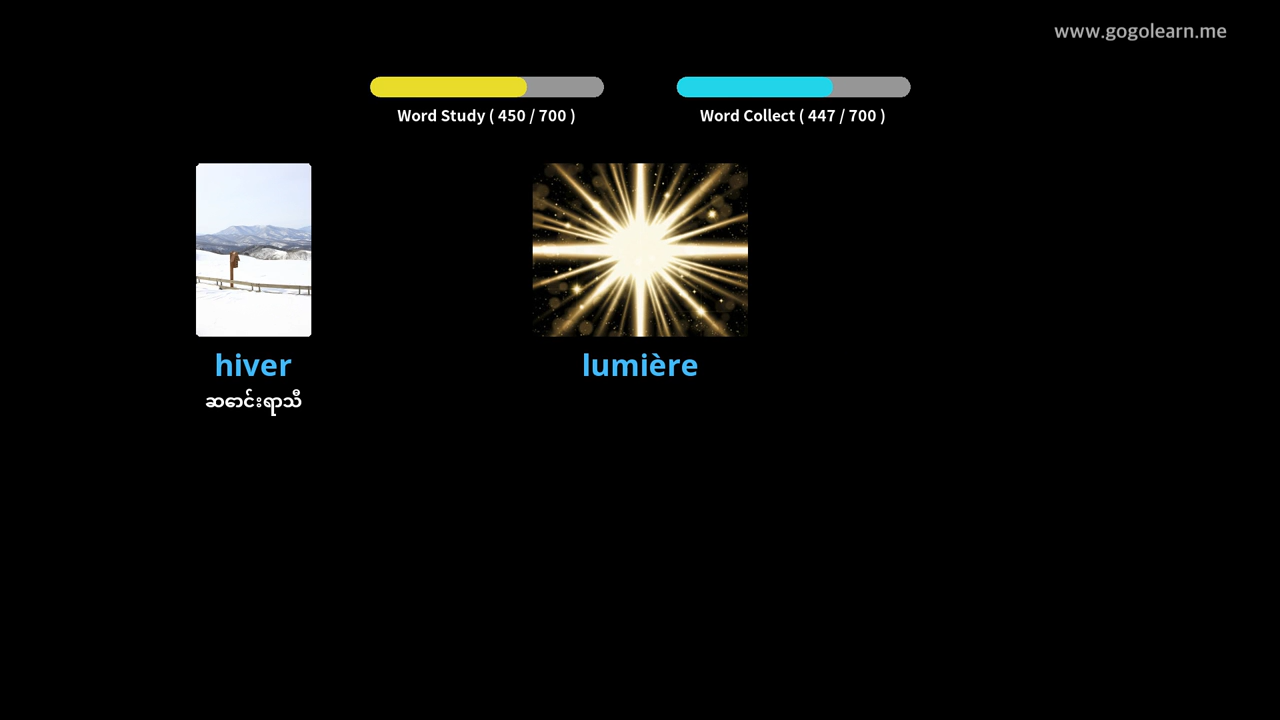 www.gogolearn.me
Word Study ( 450 / 700 )
Word Collect ( 447 / 700 )
hiver
lumière
ဆောင်းရာသီ